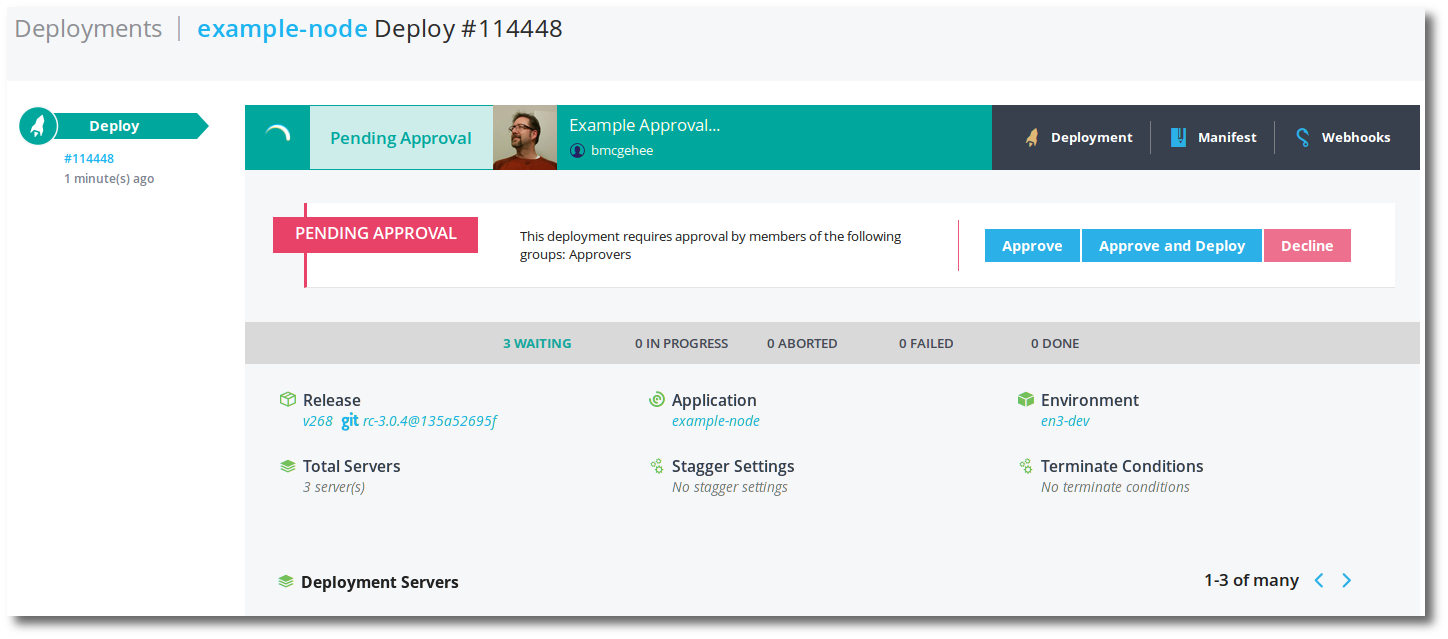 Deployments | example-node Deploy #114448
Deploy
#114448
1 minute(s) ago
Pending Approval
Example Approval...
bmcgehee
Deployment
Manifest
Webhooks
PENDING APPROVAL
This deployment requires approval by members of the following
groups: Approvers
Approve
Approve and Deploy
Decline
3 WAITING
0 IN PROGRESS
0 ABORTED
0 FAILED
0 DONE
Release
v268 git rc-3.0.4@135a52695f
Application
example-node
Environment
en3-dev
Total Servers
3 server(s)
Stagger Settings
No stagger settings
Terminate Conditions
No terminate conditions
Deployment Servers
1-3 of many